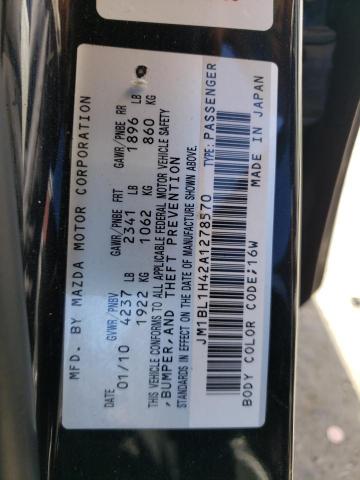 MFD. BY MAZDA MOTOR CORPORATION
DATE GVWR/PNBV GAWR/PNBE FRT GAWR/PNBE RR
01/10 4237 LB 2341 LB 1896 LB
1922 KG 1062 KG 860 KG
THIS VEHICLE CONFORMS TO ALL APPLICABLE FEDERAL MOTOR VEHICLE SAFETY
STANDARDS IN EFFECT ON THE DATE OF MANUFACTURE SHOWN ABOVE.
,BUMPER,AND THEFT PREVENTION
JM1BL1H42A1278570 TYPE: PASSENGER
BODY COLOR CODE;16W MADE IN JAPAN